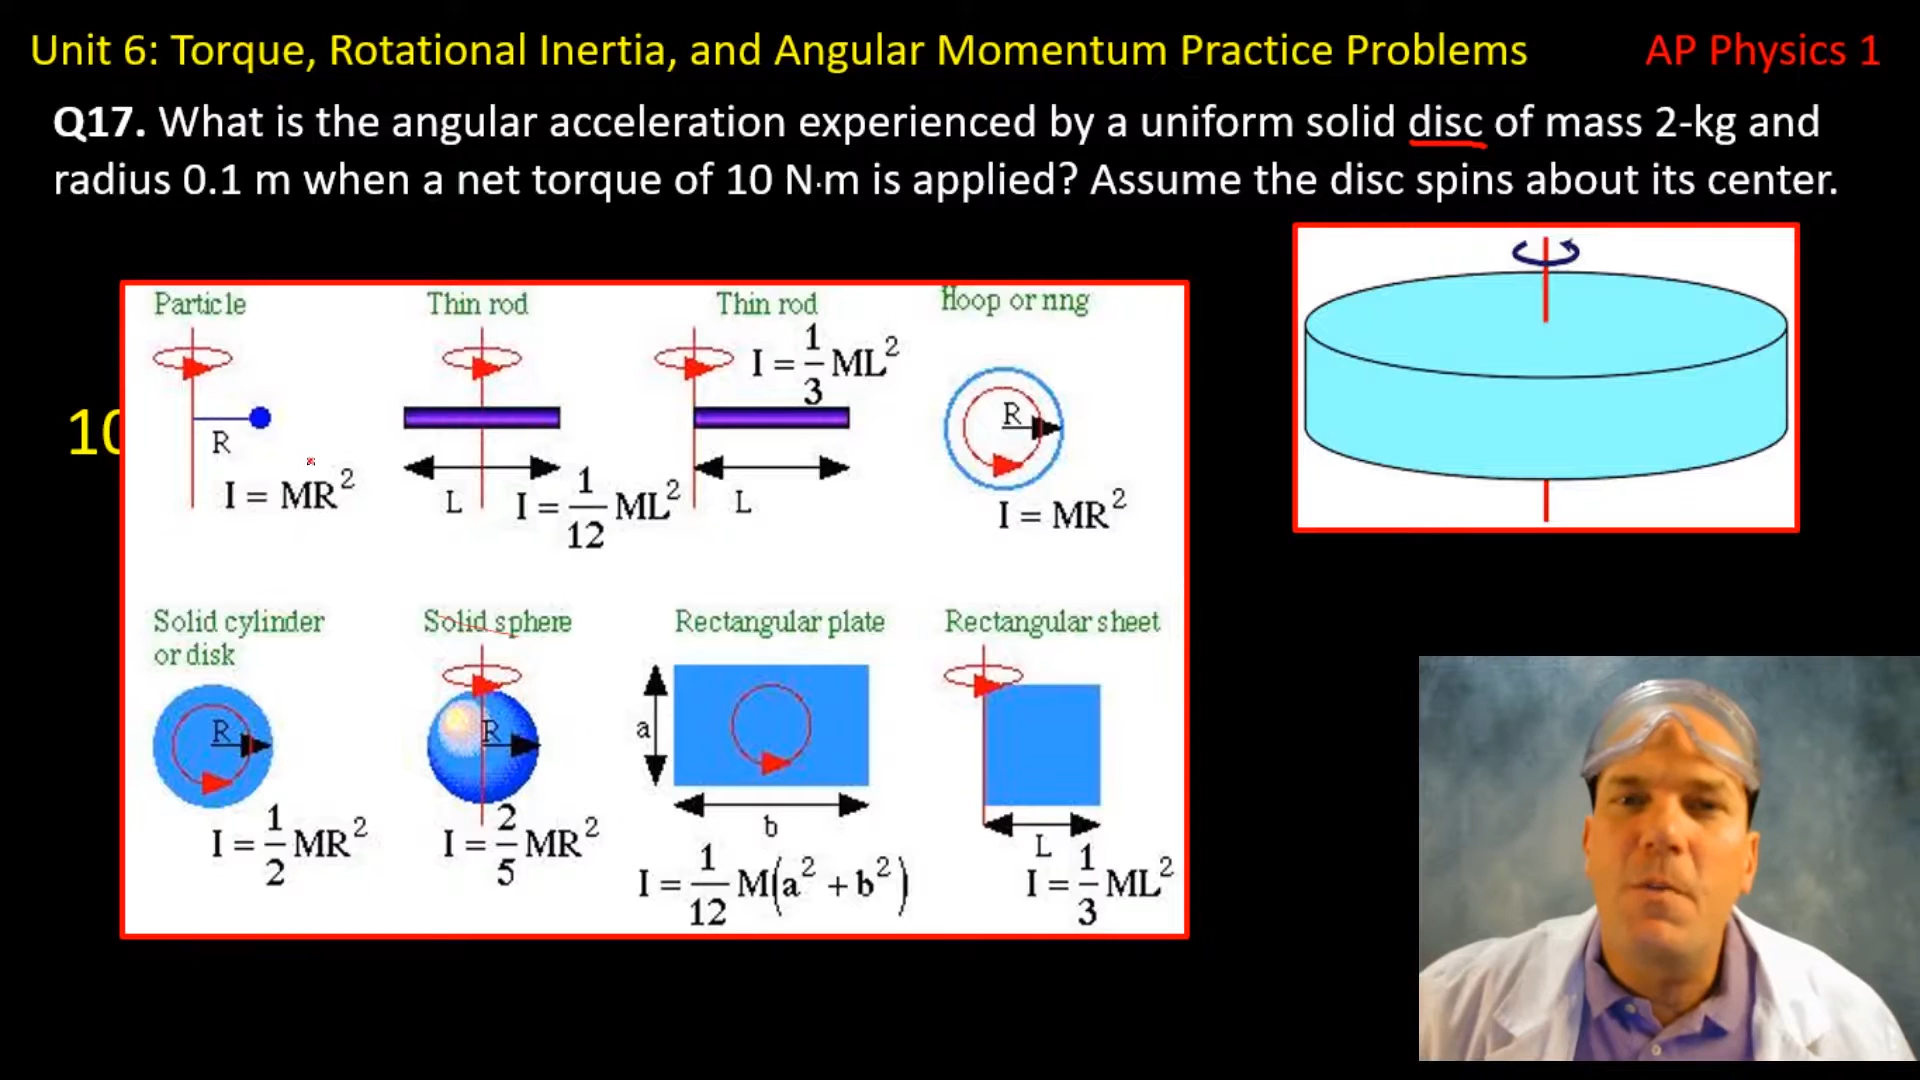 Unit 6: Torque, Rotational Inertia, and Angular Momentum Practice Problems
AP Physics 1
Q17. What is the angular acceleration experienced by a uniform solid disc of mass 2-kg and
radius 0.1 m when a net torque of 10 N·m is applied? Assume the disc spins about its center.
10
Particle
R
I = MR²
Thin rod
L
I = 1/12 ML²
Thin rod
I = 1/3 ML²
L
Hoop or ring
R
I = MR²
Solid cylinder
or disk
R
I = 1/2 MR²
Solid sphere
R
I = 2/5 MR²
Rectangular plate
a
b
I = 1/12 M(a² + b²)
Rectangular sheet
L
I = 1/3 ML²